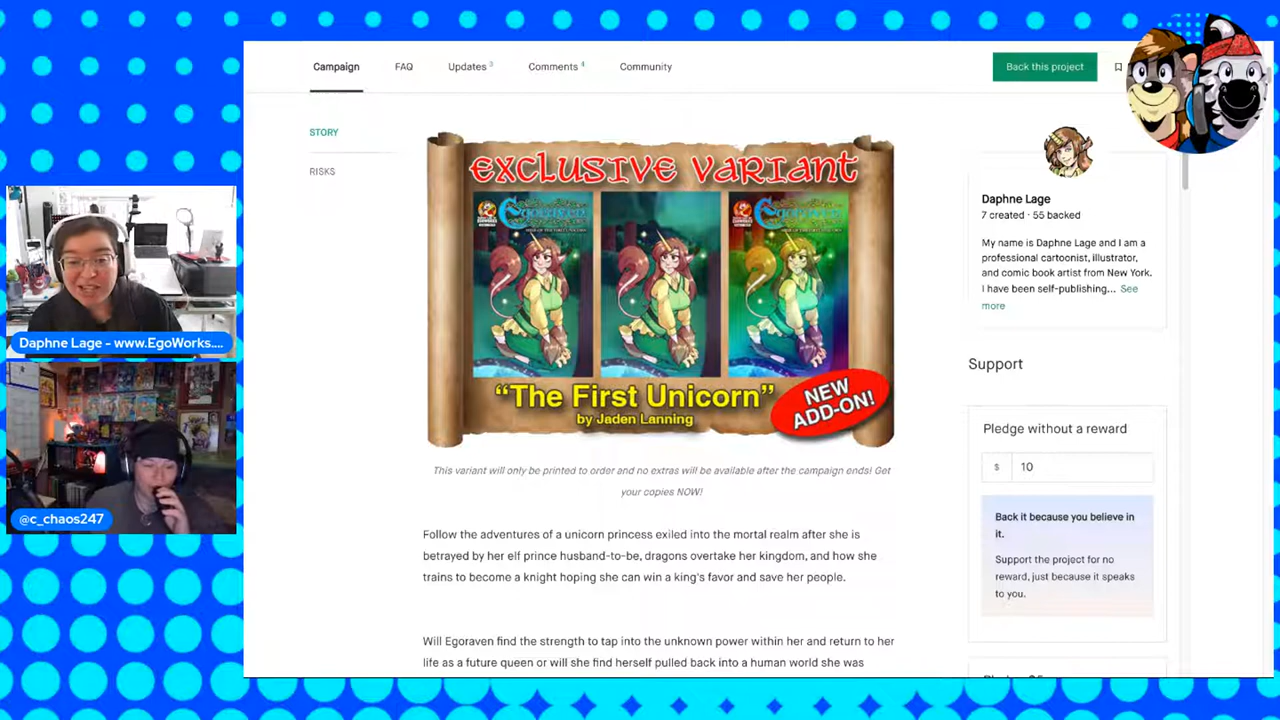 Campaign FAQ Updates 3 Comments 4 Community Back this project
STORY
RISKS
EXCLUSIVE VARIANT
Egoraven
Egoraven
"The First Unicorn"
by Jaden Lanning
NEW
ADD-ON!
This variant will only be printed to order and no extras will be available after the campaign ends! Get
your copies NOW!
Follow the adventures of a unicorn princess exiled into the mortal realm after she is
betrayed by her elf prince husband-to-be, dragons overtake her kingdom, and how she
trains to become a knight hoping she can win a king's favor and save her people.
Will Egoraven find the strength to tap into the unknown power within her and return to her
life as a future queen or will she find herself pulled back into a human world she was
Daphne Lage
7 created · 55 backed
My name is Daphne Lage and I am a
professional cartoonist, illustrator,
and comic book artist from New York.
I have been self-publishing... See
more
Support
Pledge without a reward
$ 10
Back it because you believe in
it.
Support the project for no
reward, just because it speaks
to you.
Daphne Lage - www.EgoWorks....
@c_chaos247